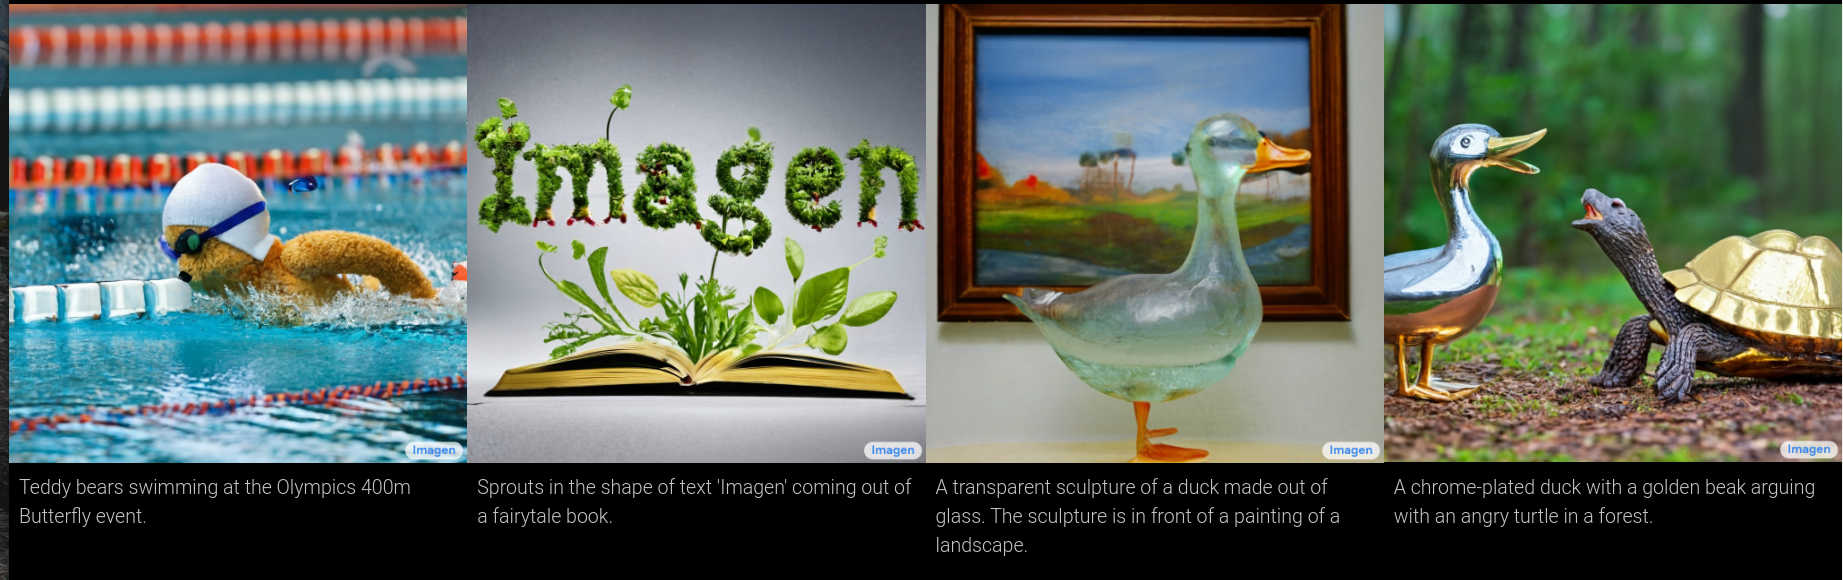 Imagen
Imagen
Imagen
Imagen
Imagen
Teddy bears swimming at the Olympics 400m
Butterfly event.
Sprouts in the shape of text 'Imagen' coming out of
a fairytale book.
A transparent sculpture of a duck made out of
glass. The sculpture is in front of a painting of a
landscape.
A chrome-plated duck with a golden beak arguing
with an angry turtle in a forest.